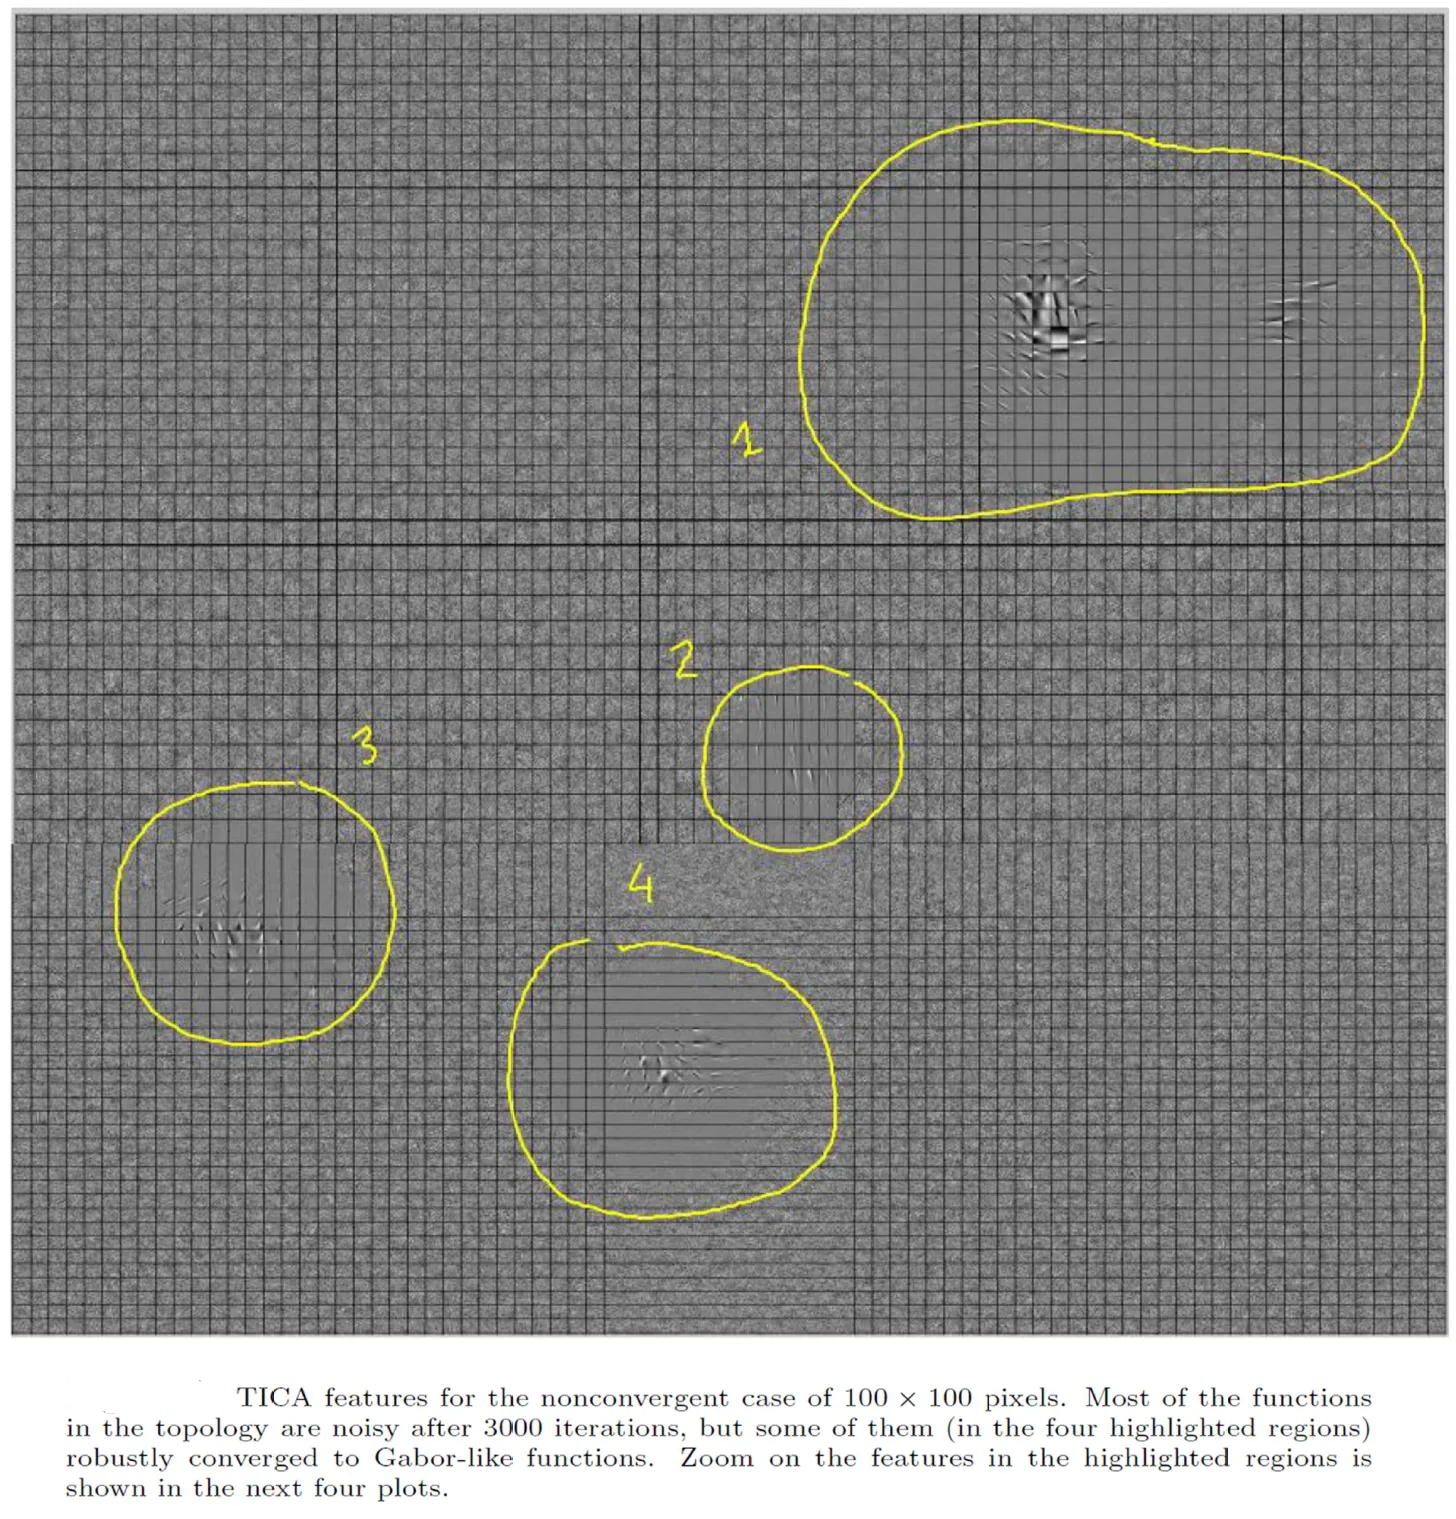 1
2
3
4
TICA features for the nonconvergent case of 100 × 100 pixels. Most of the functions
in the topology are noisy after 3000 iterations, but some of them (in the four highlighted regions)
robustly converged to Gabor-like functions. Zoom on the features in the highlighted regions is
shown in the next four plots.